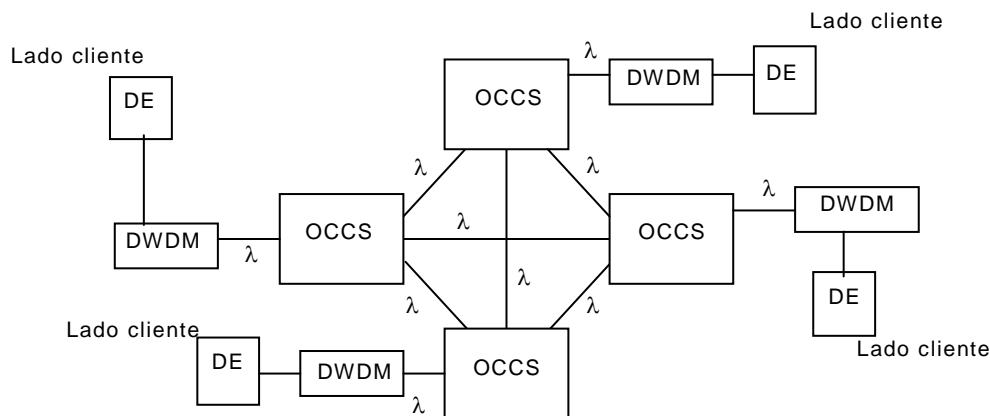 Lado cliente
λ
DWDM
DE
Lado cliente
DE
OCCS
λ
λ
λ
DWDM
OCCS
λ
OCCS
DWDM
λ
λ
DE
λ
λ
Lado cliente
DE
DWDM
OCCS
Lado cliente
λ